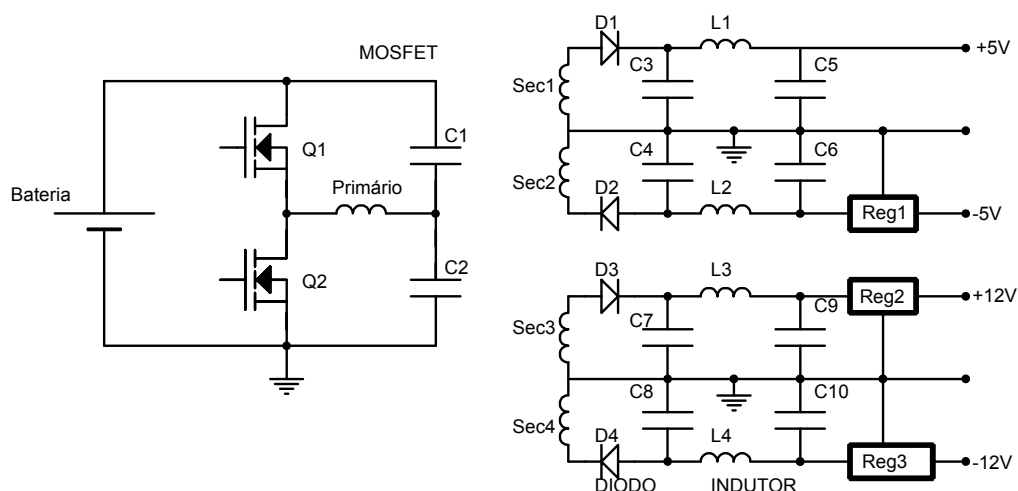 MOSFET
Q1
C1
Primário
Bateria
Q2
C2
D1
L1
+5V
C3
C5
Sec1
C4
C6
Sec2
D2
L2
Reg1
-5V
D3
L3
Reg2
+12V
C7
C9
Sec3
C8
C10
Sec4
D4
L4
Reg3
-12V
DIODO
INDUTOR